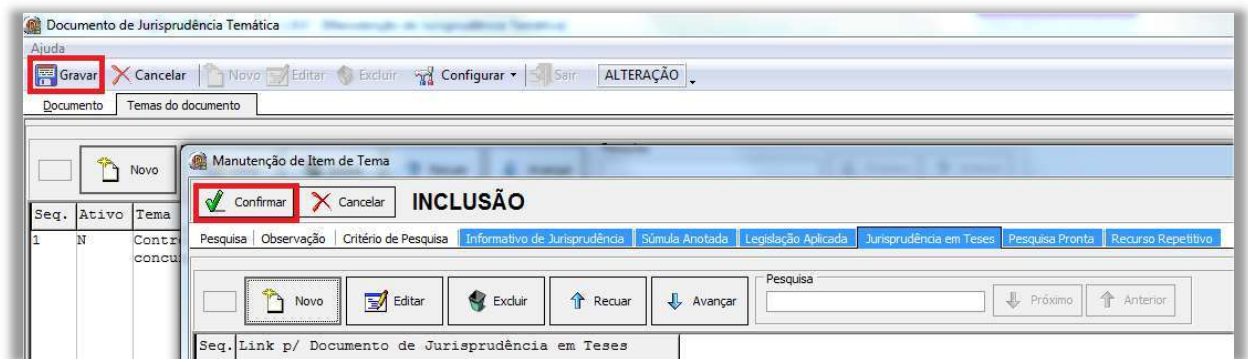 Documento de Jurisprudência Temática
Ajuda
Gravar Cancelar Novo Editar Excluir Configurar Sair ALTERAÇÃO
Documento Temas do documento
Novo
Manutenção de Item de Tema
Confirmar Cancelar INCLUSÃO
Seq. Ativo Tema
Pesquisa Observação Critério de Pesquisa Informativo de Jurisprudência Súmula Anotada Legislação Aplicada Jurisprudência em Teses Pesquisa Pronta Recurso Repetitivo
1 N Contr
concu
Novo Editar Excluir Recuar Avançar Pesquisa Próximo Anterior
Seq. Link p/ Documento de Jurisprudência em Teses